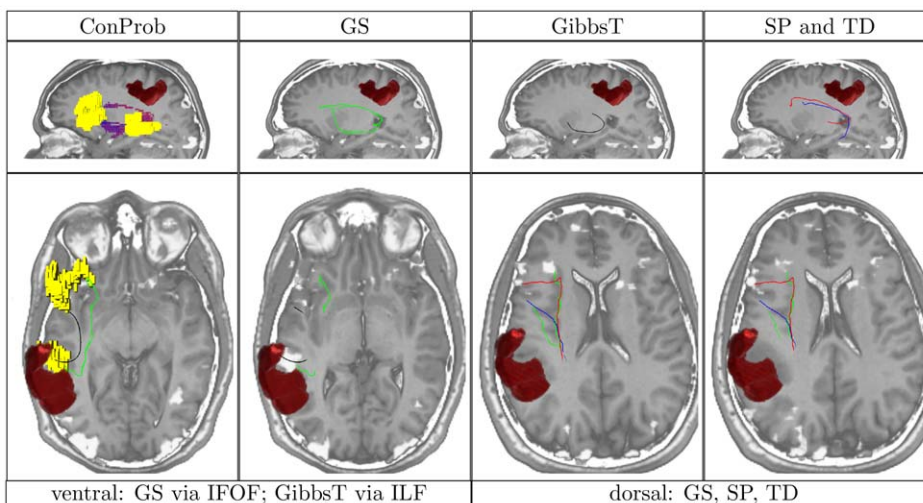 ConProb
GS
GibbsT
SP and TD
ventral: GS via IFOF; GibbsT via ILF
dorsal: GS, SP, TD